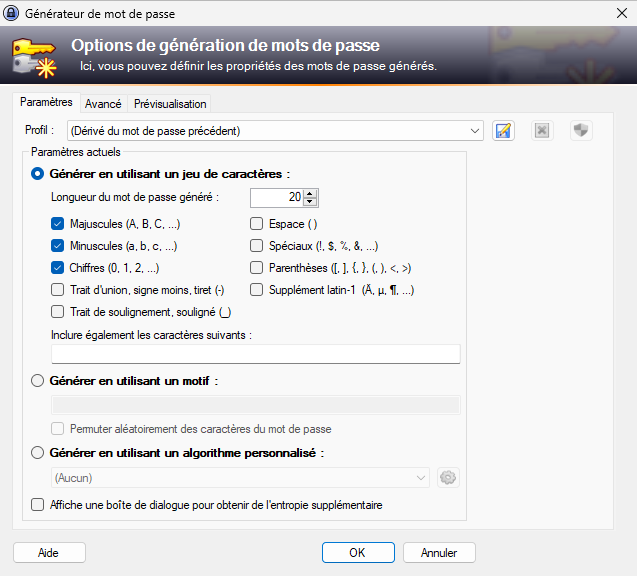 Générateur de mot de passe
Options de génération de mots de passe
Ici, vous pouvez définir les propriétés des mots de passe générés.
Paramètres Avancé Prévisualisation
Profil : (Dérivé du mot de passe précédent)
Paramètres actuels
Générer en utilisant un jeu de caractères :
Longueur du mot de passe généré : 20
Majuscules (A, B, C, ...) Espace ( )
Minuscules (a, b, c, ...) Spéciaux (!, $, %, &, ...)
Chiffres (0, 1, 2, ...) Parenthèses ([, ], {, }, (, ), <, >)
Trait d'union, signe moins, tiret (-) Supplément latin-1 (Ä, µ, ¶, ...)
Trait de soulignement, souligné (_)
Inclure également les caractères suivants :
Générer en utilisant un motif :
Permuter aléatoirement des caractères du mot de passe
Générer en utilisant un algorithme personnalisé :
(Aucun)
Affiche une boîte de dialogue pour obtenir de l'entropie supplémentaire
Aide OK Annuler